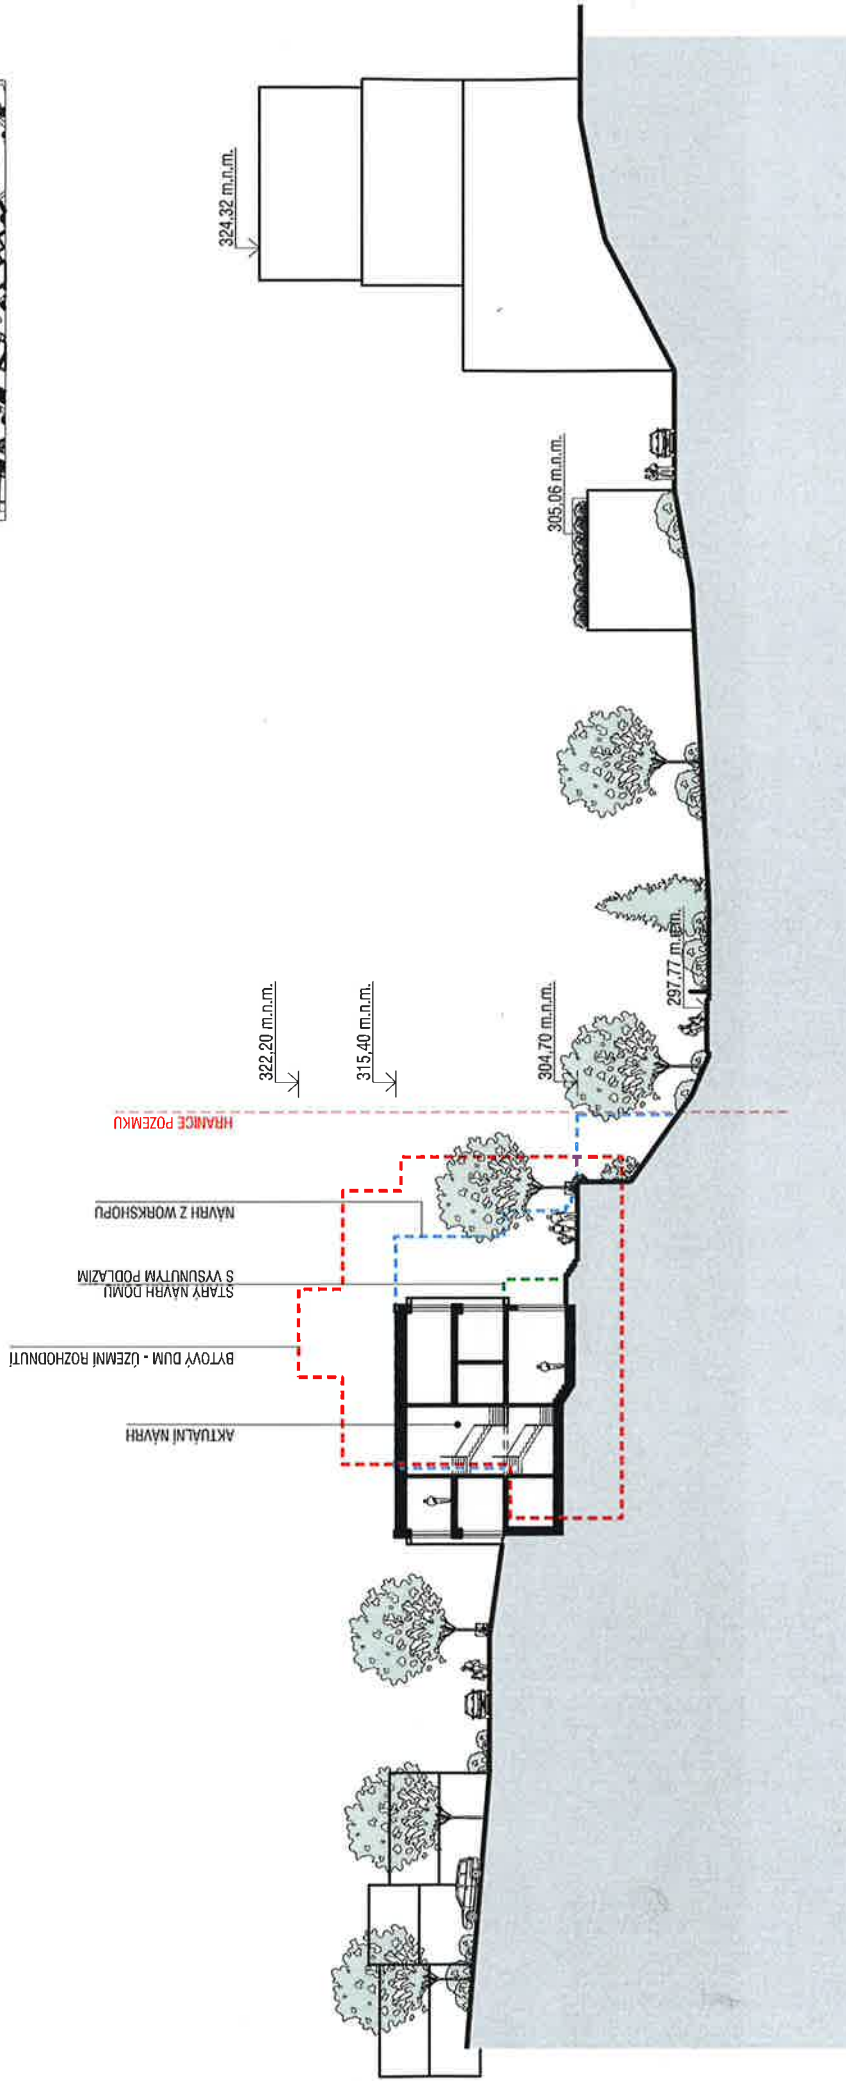 324,32 m.n.m.
305,06 m.n.m.
322,20 m.n.m.
315,40 m.n.m.
304,70 m.n.m.
297,77 m.n.m.
HRANICE POZEMKU
NÁVRH Z WORKSHOPU
STARÝ NÁVRH DOMU
S VYSUNUTÝM PODLAŽÍM
BYTOVÝ DUM - ÚZEMNÍ ROZHODNUTÍ
AKTUÁLNÍ NÁVRH